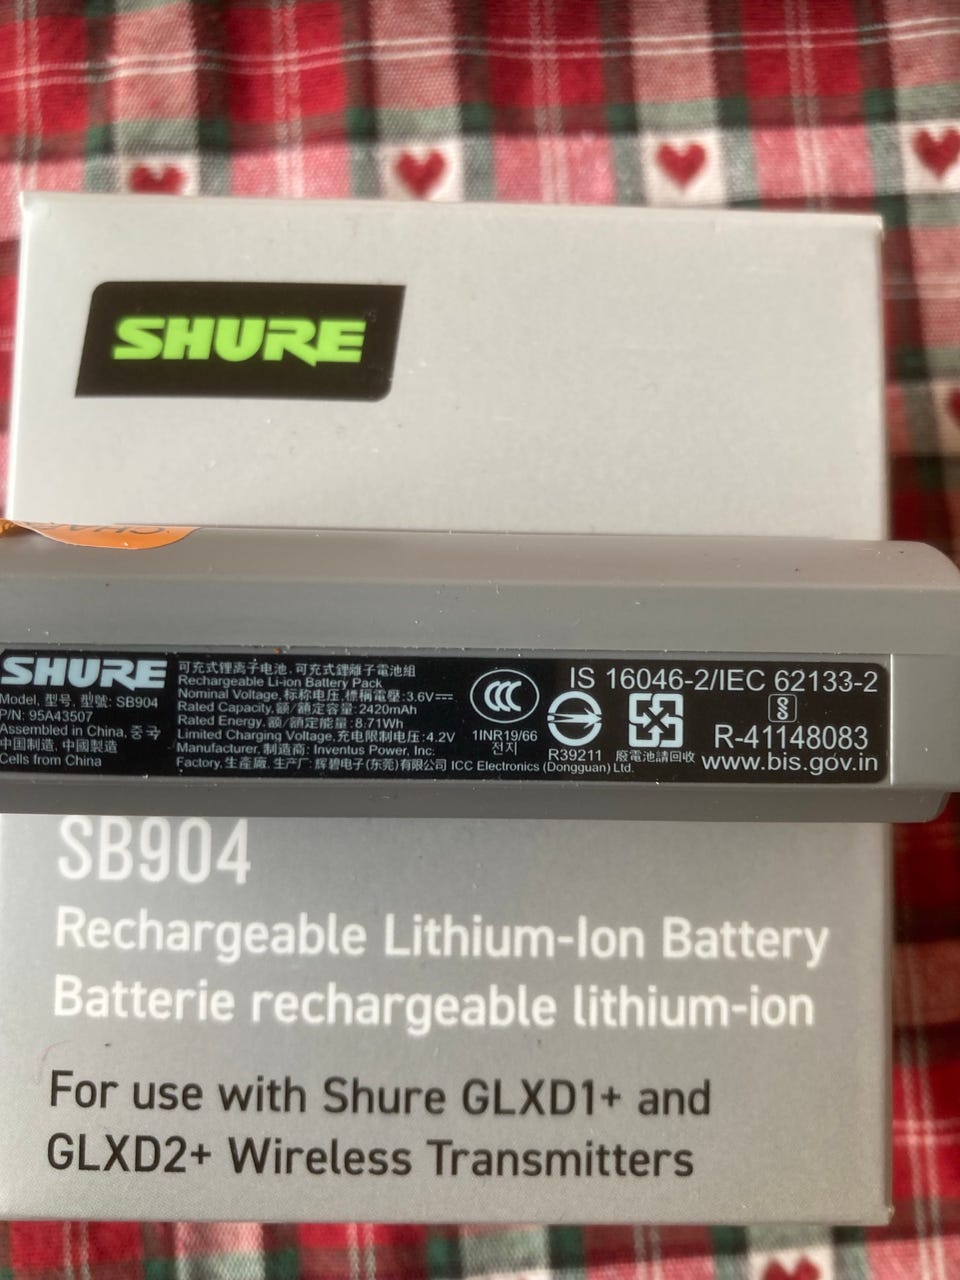 SHURE
SHURE
Model, 型号, 型號: SB904
P/N: 95A43507
Assembled in China, 중국
中国制造, 中國製造
Cells from China
可充式鋰离子电池, 可充式鋰離子電池組
Rechargeable Li-ion Battery Pack
Nominal Voltage, 标称电压, 標稱電壓: 3.6V⎓
Rated Capacity, 额/額定容量: 2420mAh
Rated Energy, 额/額定能量: 8.71Wh
Limited Charging Voltage, 充电限制电压: 4.2V
Manufacturer, 制造商: Inventus Power, Inc.
Factory, 生產廠, 生产厂: 辉碧电子(东莞)有限公司 ICC Electronics (Dongguan) Ltd.
CCC
1INR19/66
전지
R39211
廢電池請回收
IS 16046-2/IEC 62133-2
S
R-41148083
www.bis.gov.in
SB904
Rechargeable Lithium-Ion Battery
Batterie rechargeable lithium-ion
For use with Shure GLXD1+ and
GLXD2+ Wireless Transmitters